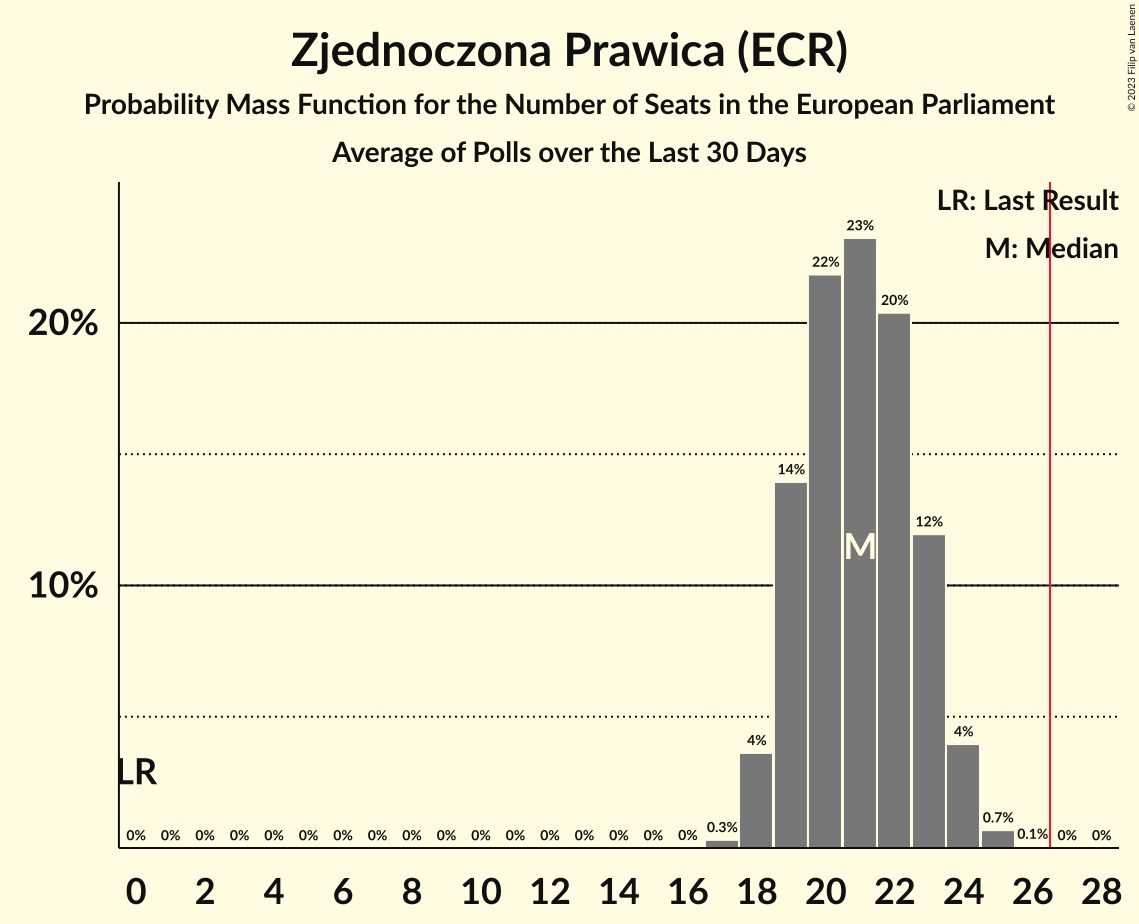 Zjednoczona Prawica (ECR)
Probability Mass Function for the Number of Seats in the European Parliament
Average of Polls over the Last 30 Days
© 2023 Filip van Laenen
LR: Last Result
M: Median
23%
22%
20%
20%
14%
12%
M
10%
4%
4%
LR
0% 0% 0% 0% 0% 0% 0% 0% 0% 0% 0% 0% 0% 0% 0% 0% 0% 0.3% 0.7% 0.1% 0% 0%
0 2 4 6 8 10 12 14 16 18 20 22 24 26 28